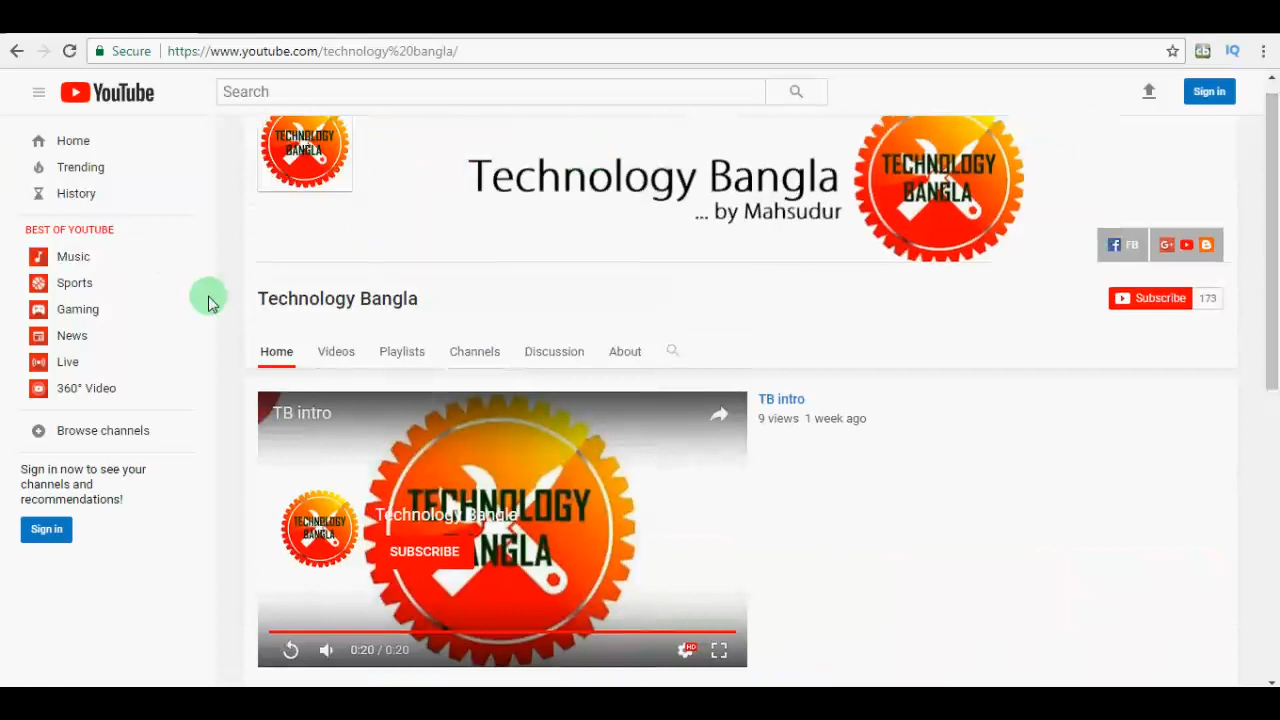 Secure https://www.youtube.com/technology%20bangla/
YouTube
Search
Sign in
Home
Trending
History
BEST OF YOUTUBE
Music
Sports
Gaming
News
Live
360° Video
Browse channels
Sign in now to see your
channels and
recommendations!
Sign in
TECHNOLOGY
BANGLA
Technology Bangla
... by Mahsudur
TECHNOLOGY
BANGLA
FB
Technology Bangla
Subscribe 173
Home Videos Playlists Channels Discussion About
TB intro
TECHNOLOGY
BANGLA
Technology Bangla
SUBSCRIBE
TECHNOLOGY
BANGLA
0:20 / 0:20
HD
TB intro
9 views 1 week ago